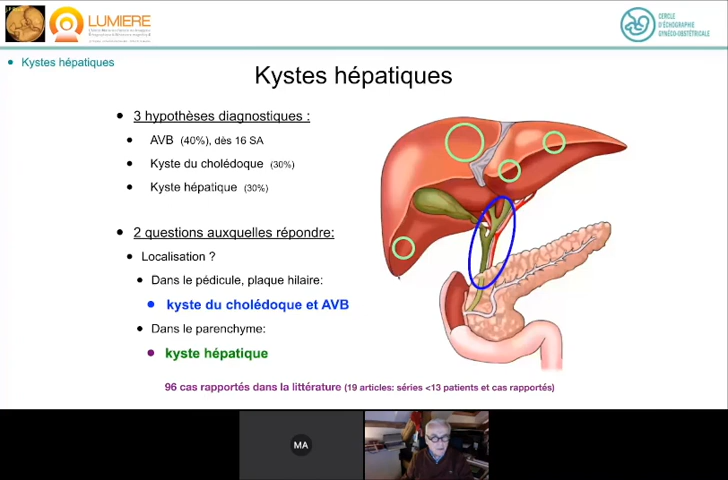 LUMIERE
CERCLE
D'ÉCHOGRAPHIE
GYNÉCO-OBSTÉTRICALE
• Kystes hépatiques
Kystes hépatiques
• 3 hypothèses diagnostiques :
• AVB (40%), dès 16 SA
• Kyste du cholédoque (30%)
• Kyste hépatique (30%)
• 2 questions auxquelles répondre:
• Localisation ?
• Dans le pédicule, plaque hilaire:
• kyste du cholédoque et AVB
• Dans le parenchyme:
• kyste hépatique
96 cas rapportés dans la littérature (19 articles: séries <13 patients et cas rapportés)
MA